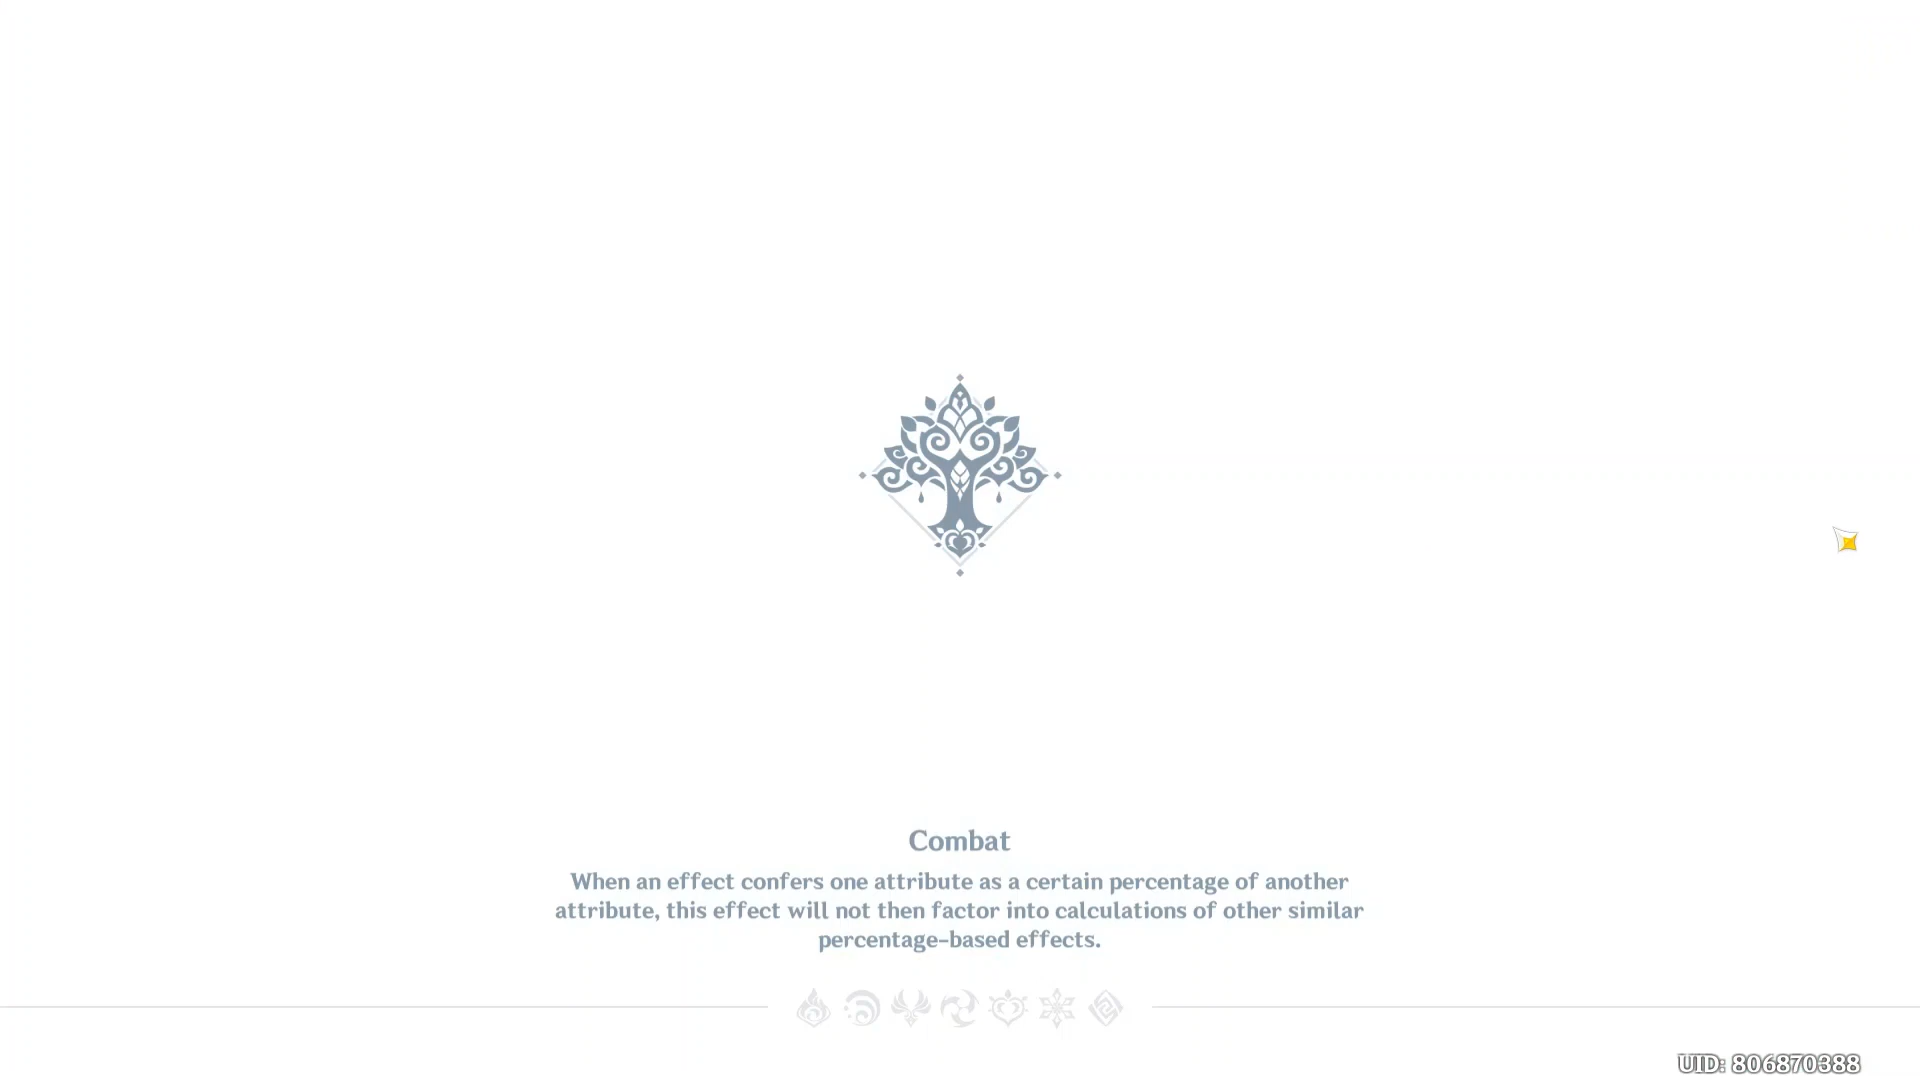 Combat
When an effect confers one attribute as a certain percentage of another
attribute, this effect will not then factor into calculations of other similar
percentage-based effects.
UID: 806870388